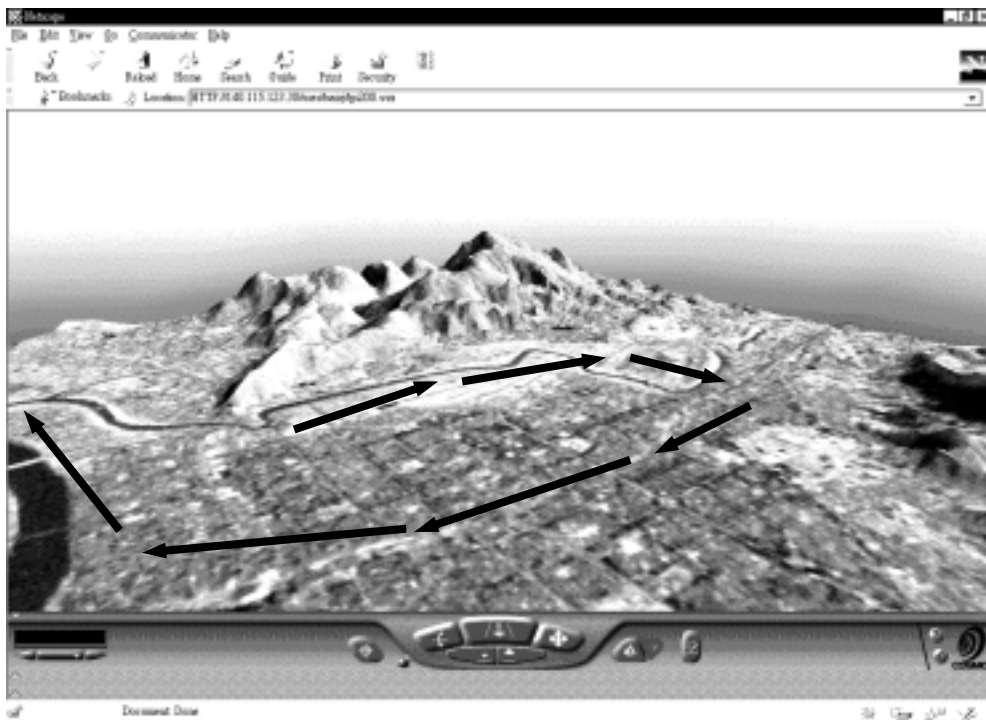 Netscape
File Edit View Go Communicator Help
Back Reload Home Search Guide Print Security
Bookmarks Location:
Document Done